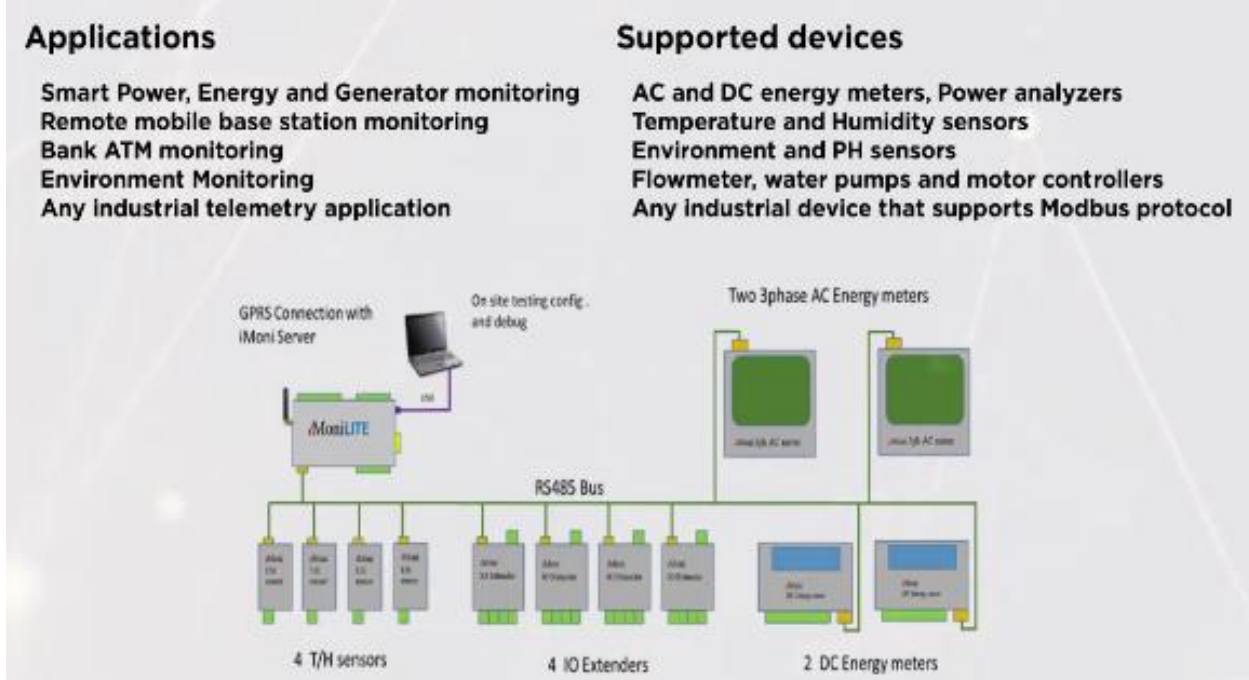 Applications
Smart Power, Energy and Generator monitoring
Remote mobile base station monitoring
Bank ATM monitoring
Environment Monitoring
Any industrial telemetry application
Supported devices
AC and DC energy meters, Power analyzers
Temperature and Humidity sensors
Environment and PH sensors
Flowmeter, water pumps and motor controllers
Any industrial device that supports Modbus protocol
GPRS Connection with
iMoni Server
On site testing config .
and debug
iMoniLITE
Two 3phase AC Energy meters
RS485 Bus
4 T/H sensors
4 IO Extenders
2 DC Energy meters